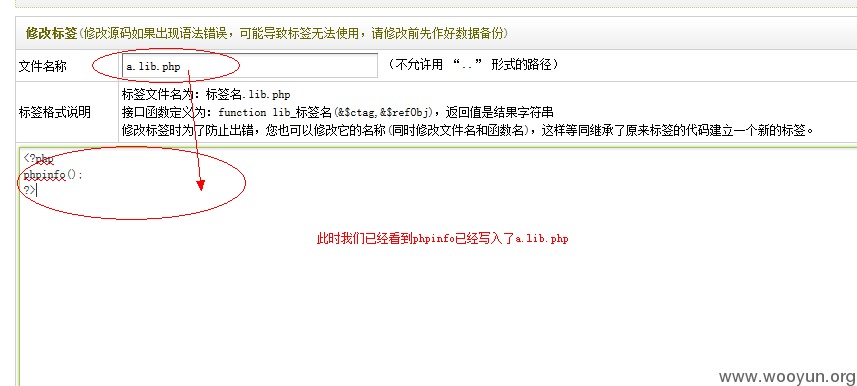 修改标签(修改源码如果出现语法错误，可能导致标签无法使用，请修改前先作好数据备份)
文件名称 a.lib.php （不允许用 “..” 形式的路径）
标签格式说明
标签文件名为：标签名.lib.php
接口函数定义为：function lib_标签名(&$ctag,&$refObj)，返回值是结果字符串
修改标签时为了防止出错，您也可以修改它的名称(同时修改文件名和函数名)，这样等同继承了原来标签的代码建立一个新的标签。
<?php
phpinfo();
?>
此时我们已经看到phpinfo已经写入了a.lib.php
www.wooyun.org